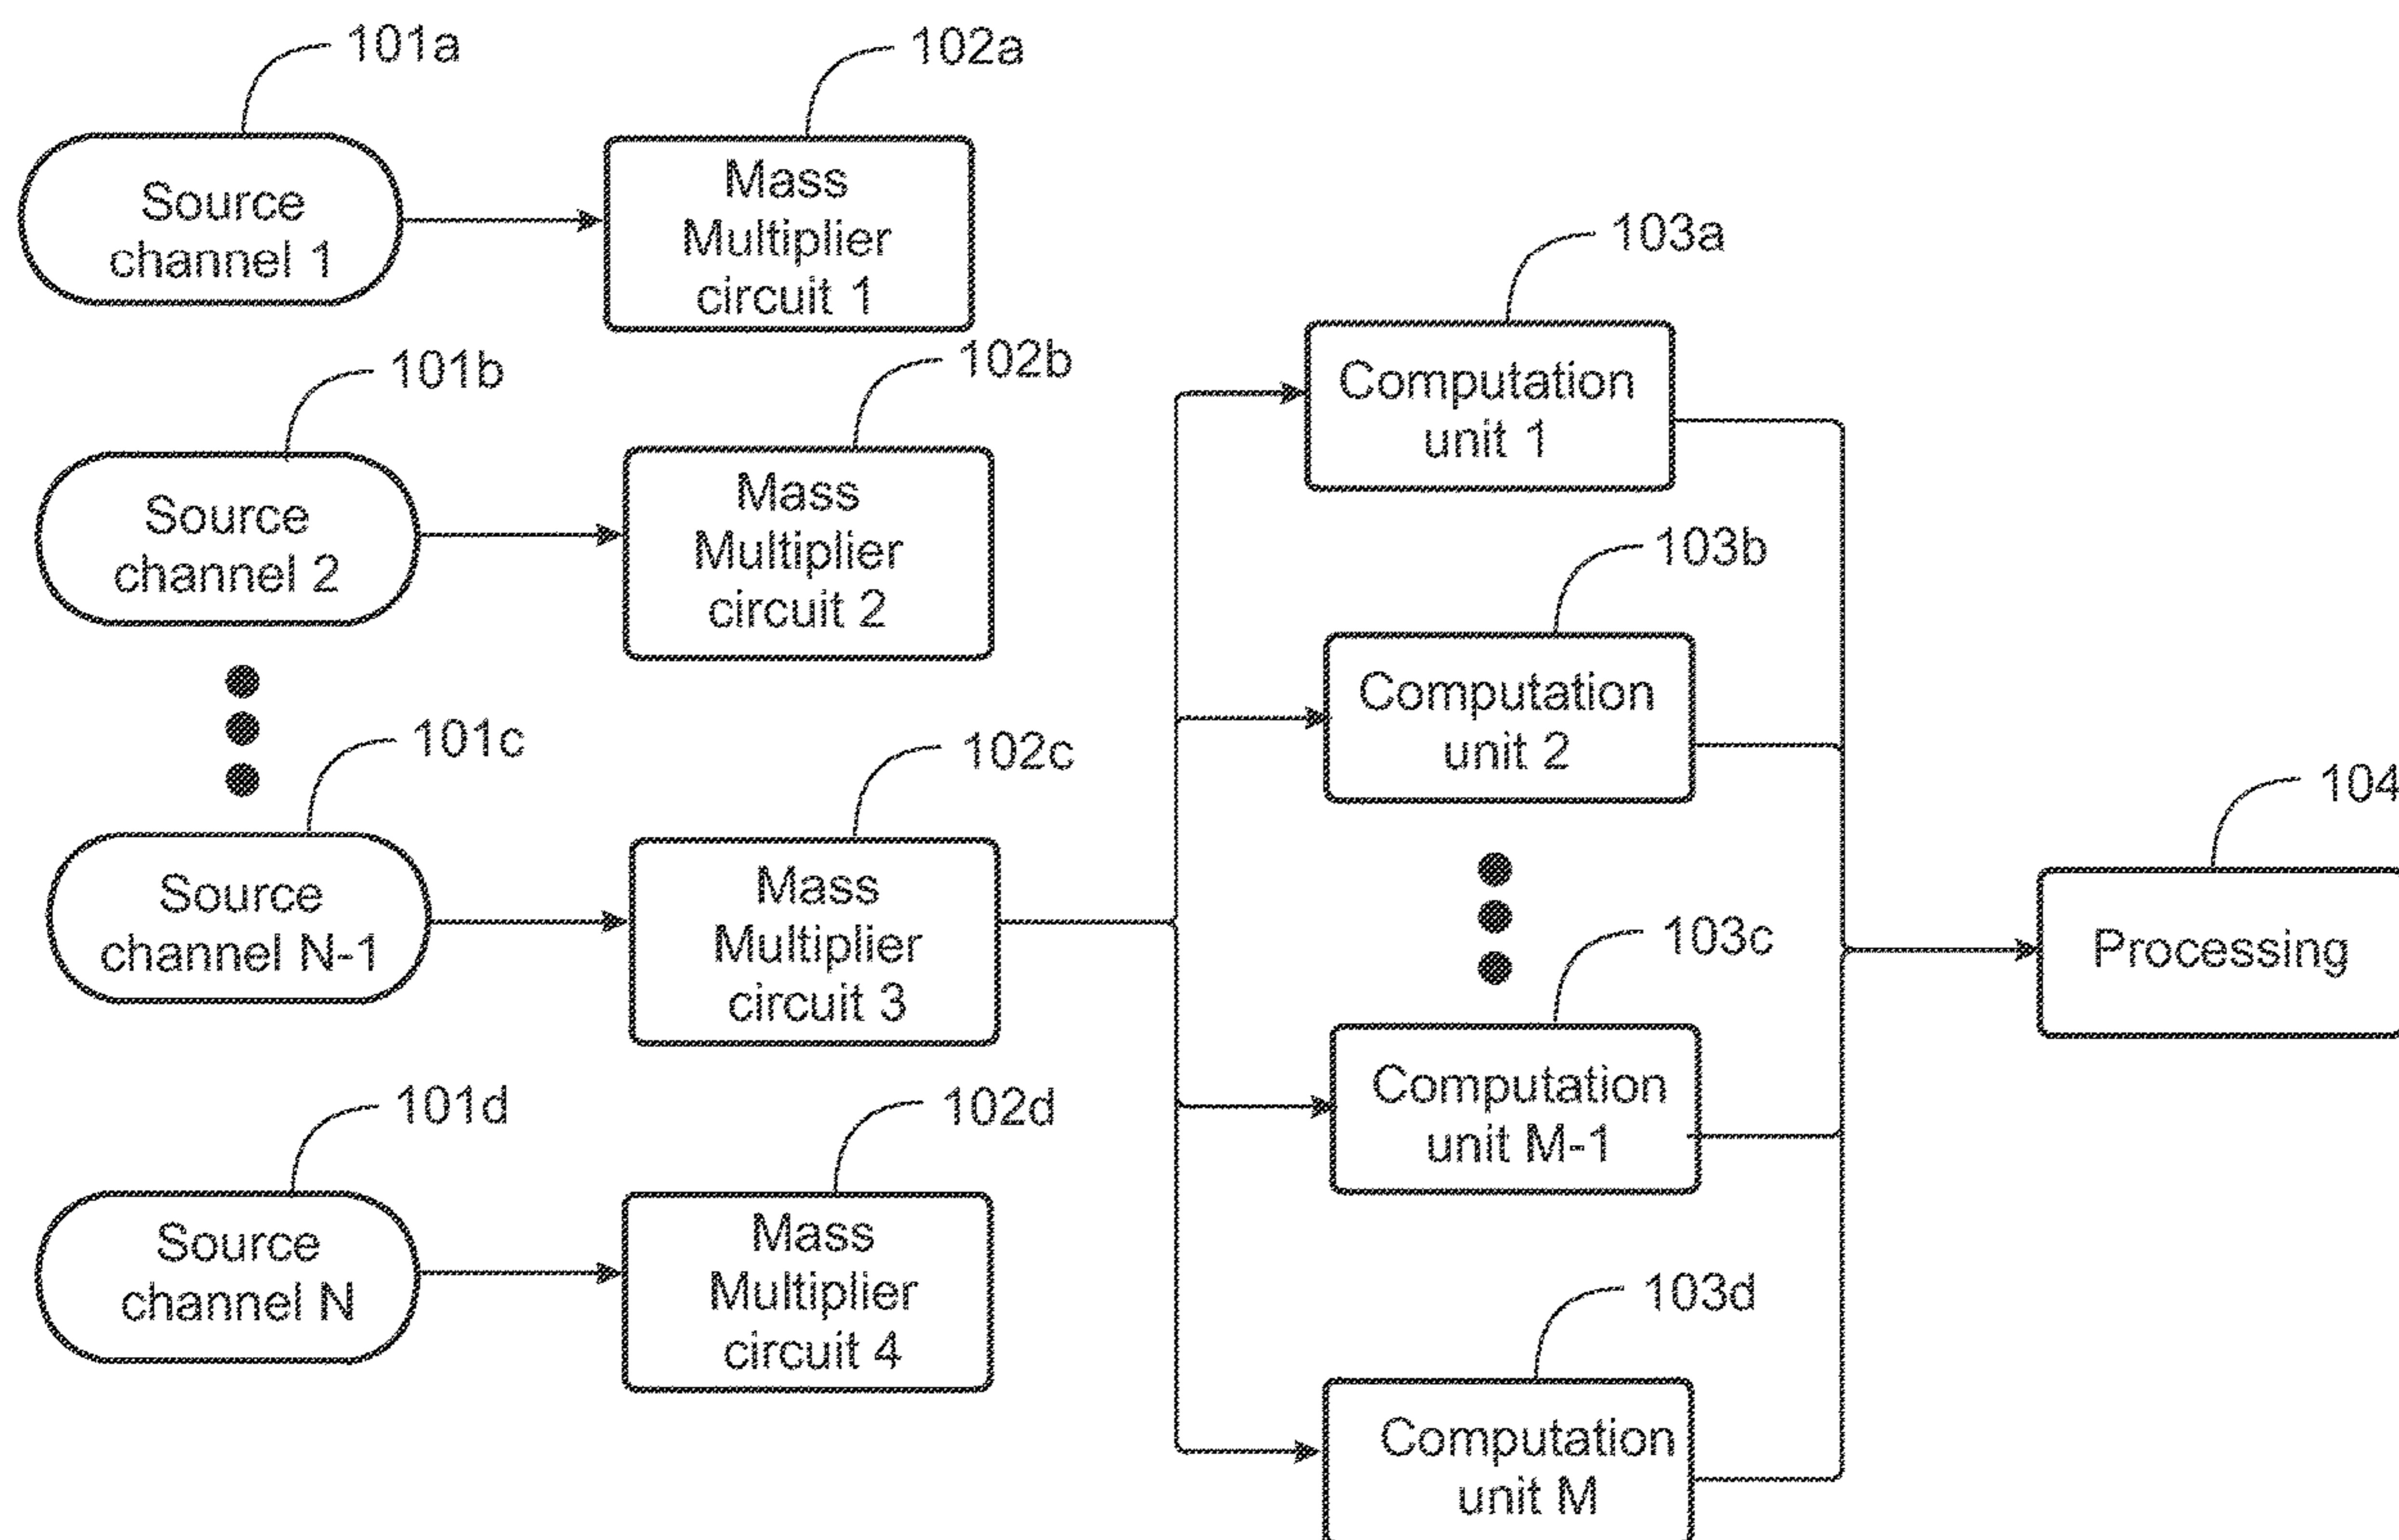 101a
Source
channel 1
102a
Mass
Multiplier
circuit 1
101b
Source
channel 2
102b
Mass
Multiplier
circuit 2
101c
Source
channel N-1
102c
Mass
Multiplier
circuit 3
101d
Source
channel N
102d
Mass
Multiplier
circuit 4
103a
Computation
unit 1
103b
Computation
unit 2
103c
Computation
unit M-1
103d
Computation
unit M
104
Processing